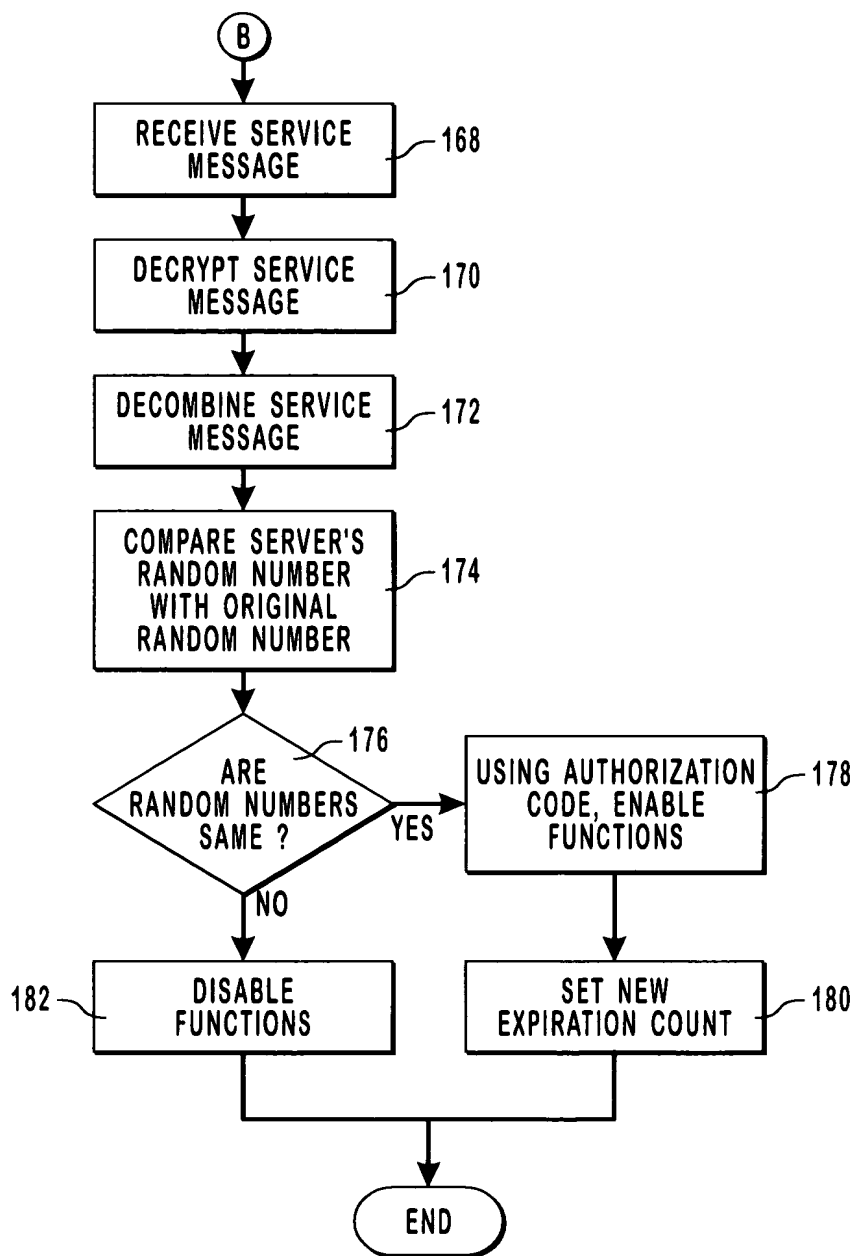 B
RECEIVE SERVICE
MESSAGE
168
DECRYPT SERVICE
MESSAGE
170
DECOMBINE SERVICE
MESSAGE
172
COMPARE SERVER'S
RANDOM NUMBER
WITH ORIGINAL
RANDOM NUMBER
174
176
ARE
RANDOM NUMBERS
SAME ?
YES
NO
USING AUTHORIZATION
CODE, ENABLE
FUNCTIONS
178
182
DISABLE
FUNCTIONS
SET NEW
EXPIRATION COUNT
180
END